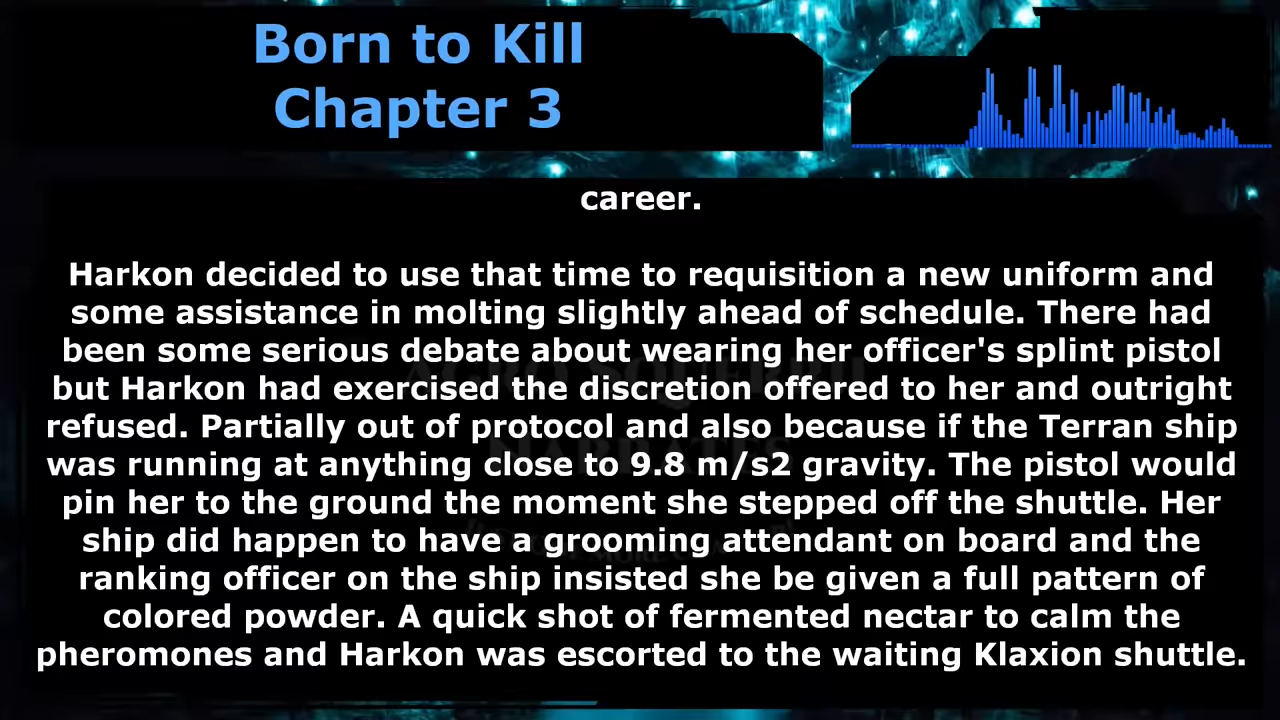 Born to Kill
Chapter 3
career.
Harkon decided to use that time to requisition a new uniform and
some assistance in molting slightly ahead of schedule. There had
been some serious debate about wearing her officer's splint pistol
but Harkon had exercised the discretion offered to her and outright
refused. Partially out of protocol and also because if the Terran ship
was running at anything close to 9.8 m/s2 gravity. The pistol would
pin her to the ground the moment she stepped off the shuttle. Her
ship did happen to have a grooming attendant on board and the
ranking officer on the ship insisted she be given a full pattern of
colored powder. A quick shot of fermented nectar to calm the
pheromones and Harkon was escorted to the waiting Klaxion shuttle.